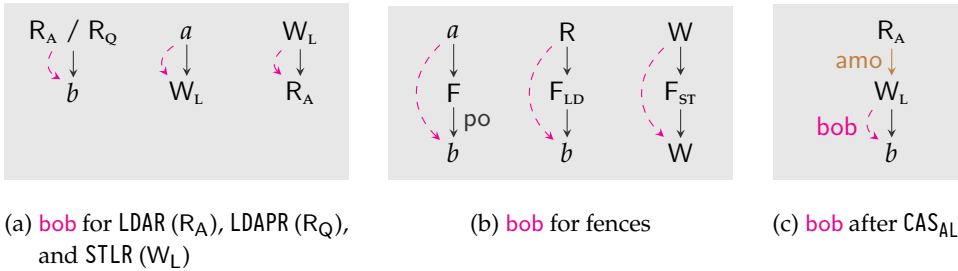 R_A / R_Q
b
a
W_L
W_L
R_A
a
F
po
b
R
F_LD
b
W
F_ST
W
R_A
amo
W_L
bob
b
(a) bob for LDAR (R_A), LDAPR (R_Q),
and STLR (W_L)
(b) bob for fences
(c) bob after CAS_AL